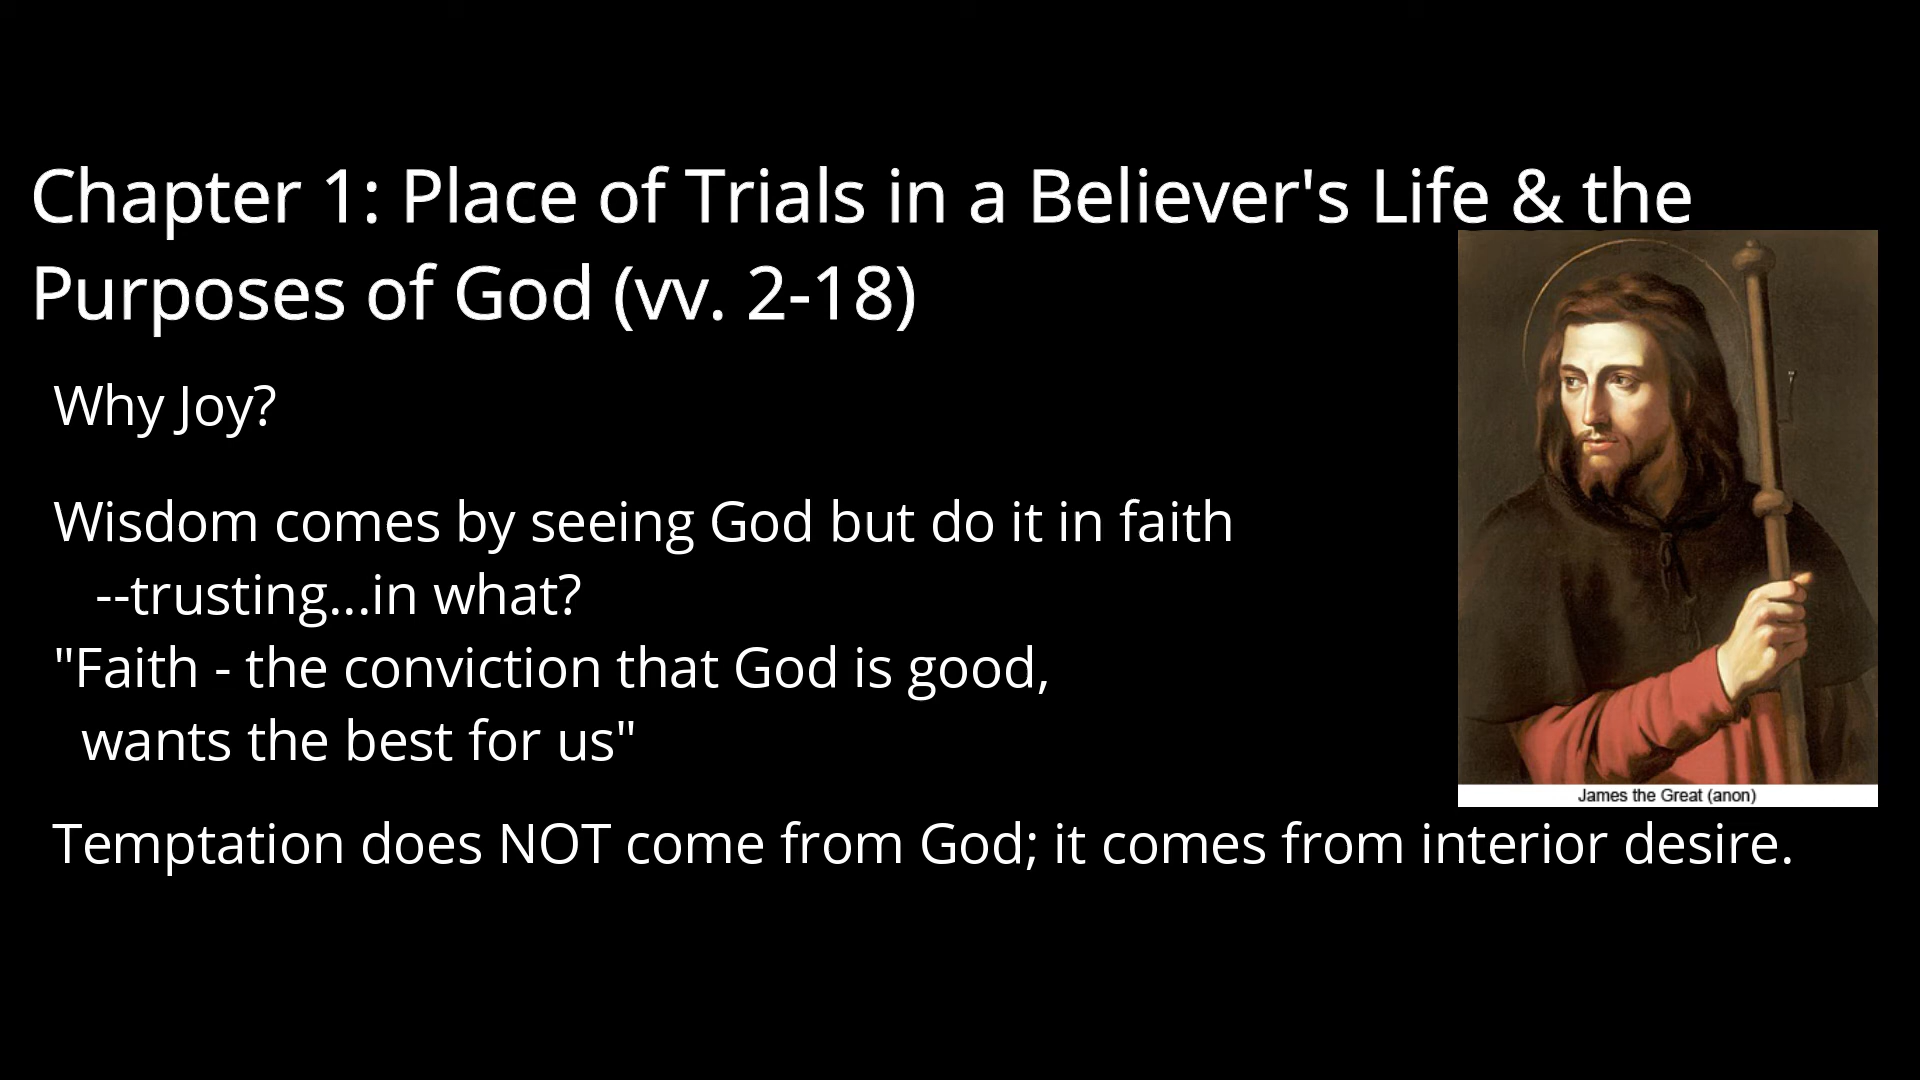 Chapter 1: Place of Trials in a Believer's Life & the
Purposes of God (vv. 2-18)
Why Joy?
Wisdom comes by seeing God but do it in faith
--trusting...in what?
"Faith - the conviction that God is good,
wants the best for us"
James the Great (anon)
Temptation does NOT come from God; it comes from interior desire.